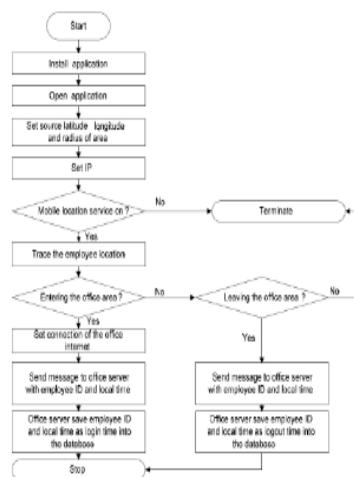 Start
Install application
Open application
Set source latitude longitude
and radius of area
Set IP
Mobile location service on ?
No
Terminate
Yes
Trace the employee location
Entering the office area ?
No
Leaving the office area ?
No
Yes
Set connection of the office
internet
Yes
Send message to office server
with employee ID and local time
Send message to office server
with employee ID and local time
Office server save employee ID
and local time as login time into
the database
Office server save employee ID
and local time as logout time into
the database
Stop